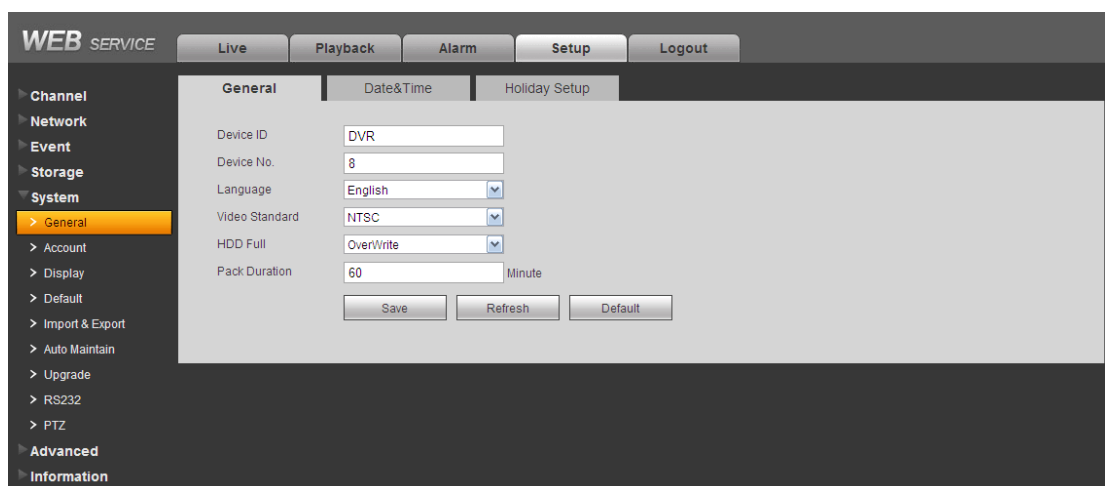 WEB SERVICE
Live Playback Alarm Setup Logout
Channel
Network
Event
Storage
System
> General
> Account
> Display
> Default
> Import & Export
> Auto Maintain
> Upgrade
> RS232
> PTZ
Advanced
Information
General Date&Time Holiday Setup
Device ID DVR
Device No. 8
Language English
Video Standard NTSC
HDD Full OverWrite
Pack Duration 60 Minute
Save Refresh Default